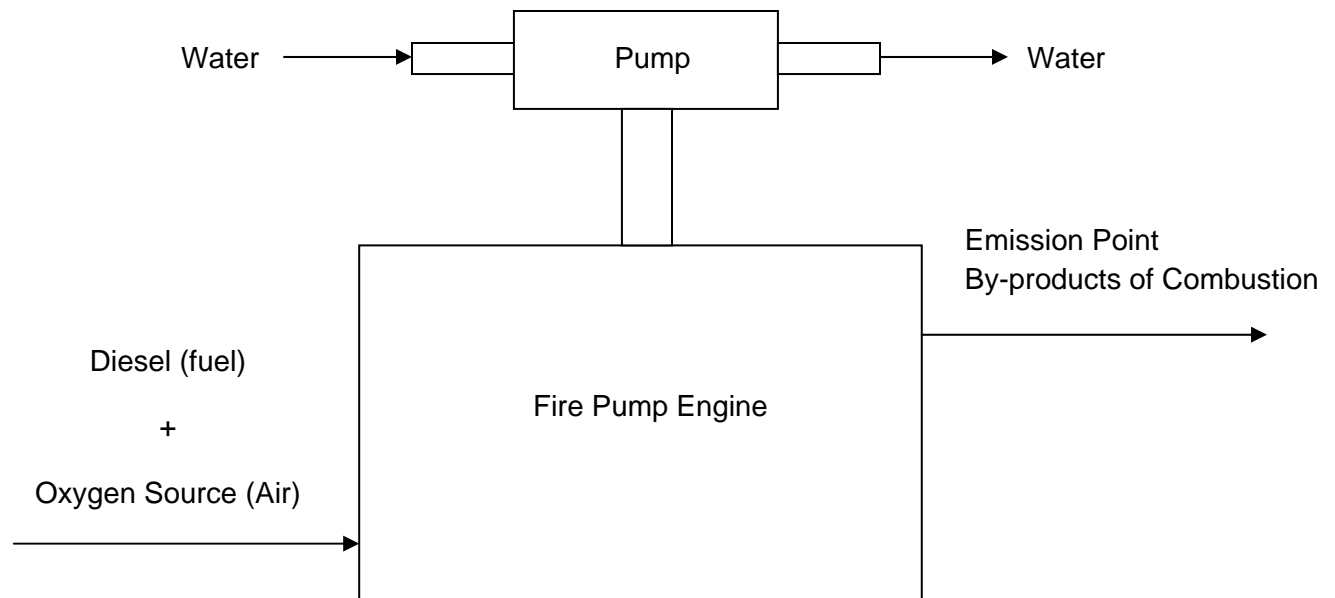 Water
Pump
Water
Emission Point
By-products of Combustion
Diesel (fuel)
+
Oxygen Source (Air)
Fire Pump Engine